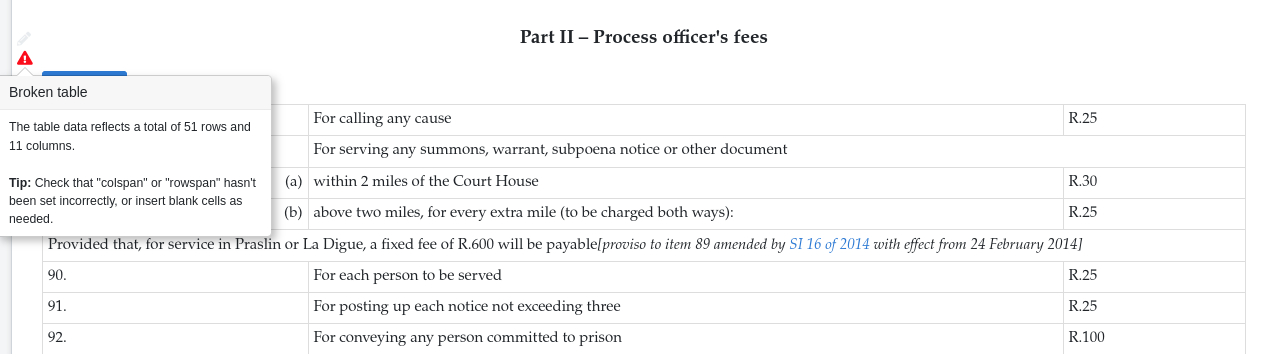 Part II – Process officer's fees
Broken table
The table data reflects a total of 51 rows and
11 columns.
Tip: Check that "colspan" or "rowspan" hasn't
been set incorrectly, or insert blank cells as
needed.
For calling any cause R.25
For serving any summons, warrant, subpoena notice or other document
(a) within 2 miles of the Court House R.30
(b) above two miles, for every extra mile (to be charged both ways): R.25
Provided that, for service in Praslin or La Digue, a fixed fee of R.600 will be payable[proviso to item 89 amended by SI 16 of 2014 with effect from 24 February 2014]
90. For each person to be served R.25
91. For posting up each notice not exceeding three R.25
92. For conveying any person committed to prison R.100